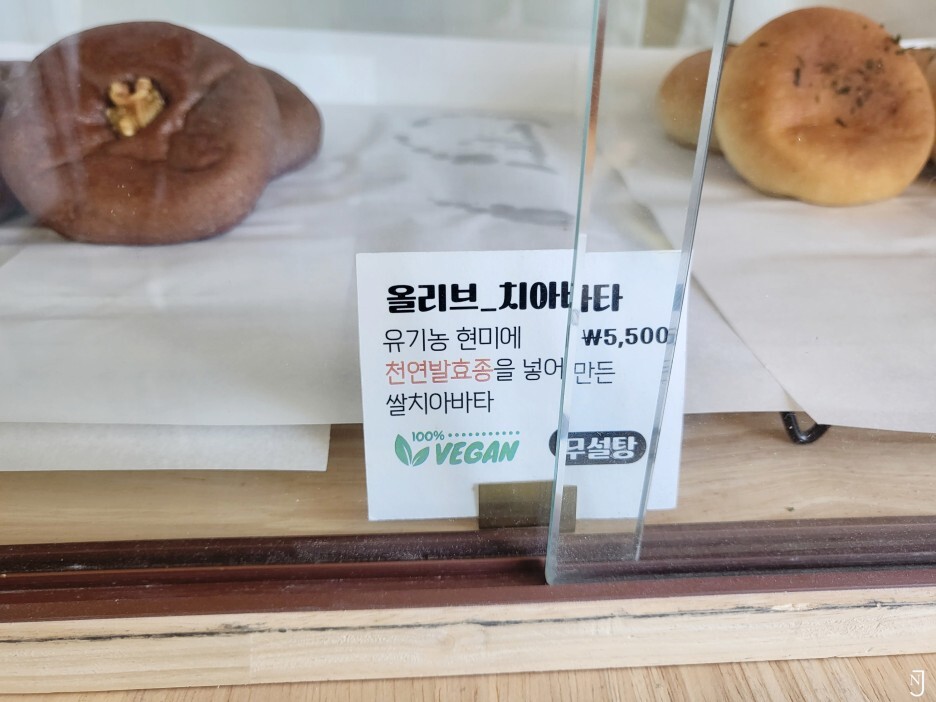 올리브_치아바타
유기농 현미에
₩5,500
천연발효종을 넣어 만든
쌀치아바타
100%
VEGAN
무설탕
NJ